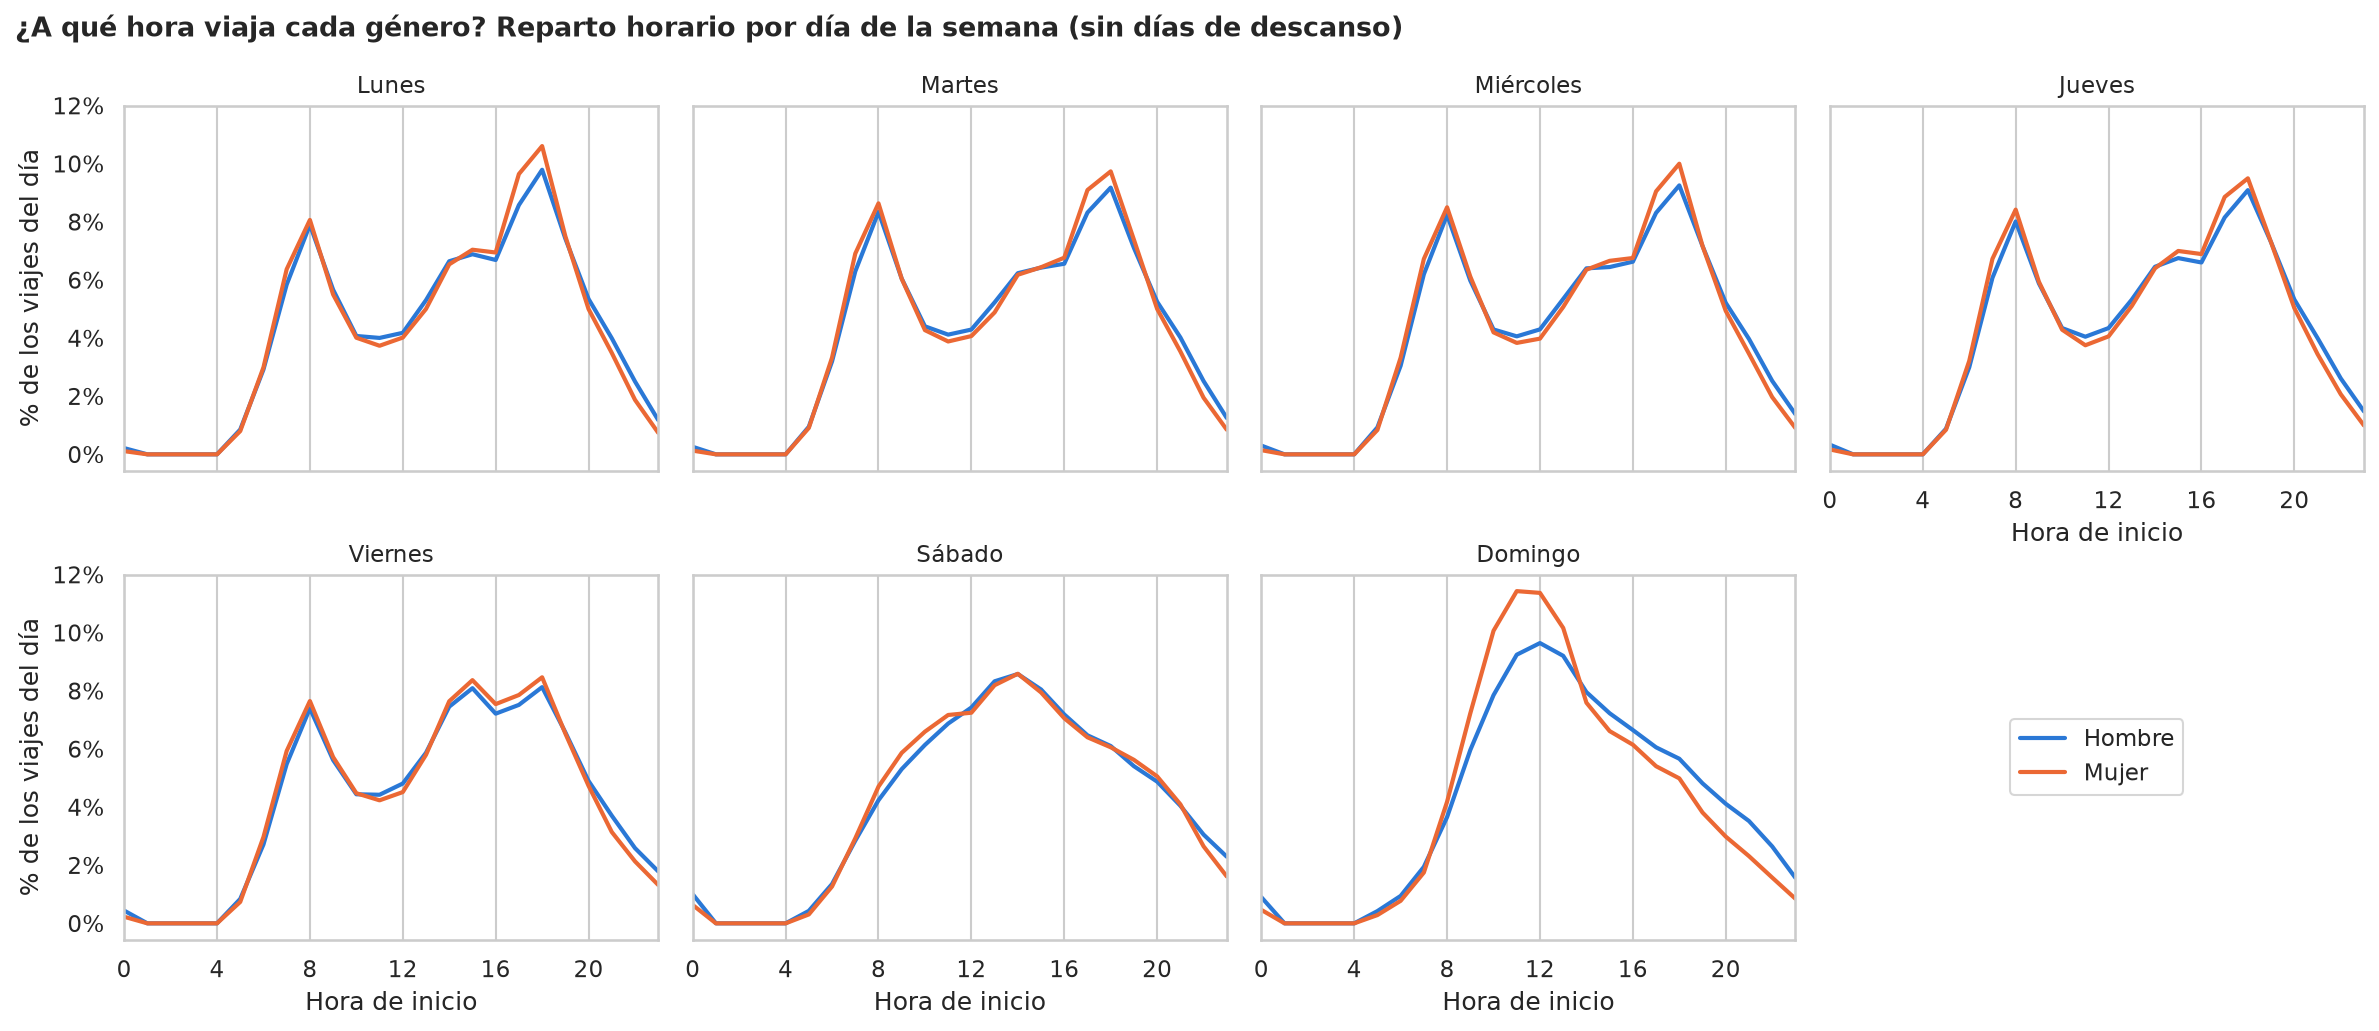 ¿A qué hora viaja cada género? Reparto horario por día de la semana (sin días de descanso)
Lunes
Martes
Miércoles
Jueves
% de los viajes del día
12%
10%
8%
6%
4%
2%
0%
0 4 8 12 16 20
Hora de inicio
Viernes
Sábado
Domingo
% de los viajes del día
12%
10%
8%
6%
4%
2%
0%
Hombre
Mujer
0 4 8 12 16 20
0 4 8 12 16 20
0 4 8 12 16 20
Hora de inicio
Hora de inicio
Hora de inicio